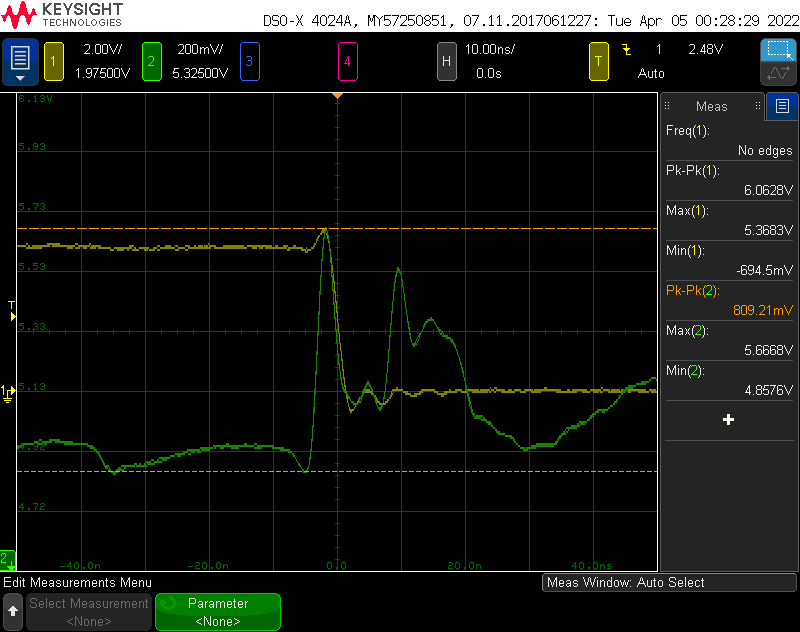 KEYSIGHT
TECHNOLOGIES
DSO-X 4024A, MY57250851, 07.11.2017061227: Tue Apr 05 00:28:29 2022
1 2.00V/ 2 200mV/ 3 4 H 10.00ns/ T 1 2.48V
1.97500V 5.32500V 0.0s Auto
6.13V
5.93
5.73
5.53
5.33
5.13
4.92
4.72
T
1
2
-40.0n -20.0n 0.0 20.0n 40.0ns
Meas
Freq(1):
No edges
Pk-Pk(1):
6.0628V
Max(1):
5.3683V
Min(1):
-694.5mV
Pk-Pk(2):
809.21mV
Max(2):
5.6668V
Min(2):
4.8576V
Edit Measurements Menu
Meas Window: Auto Select
Select Measurement
<None>
Parameter
<None>